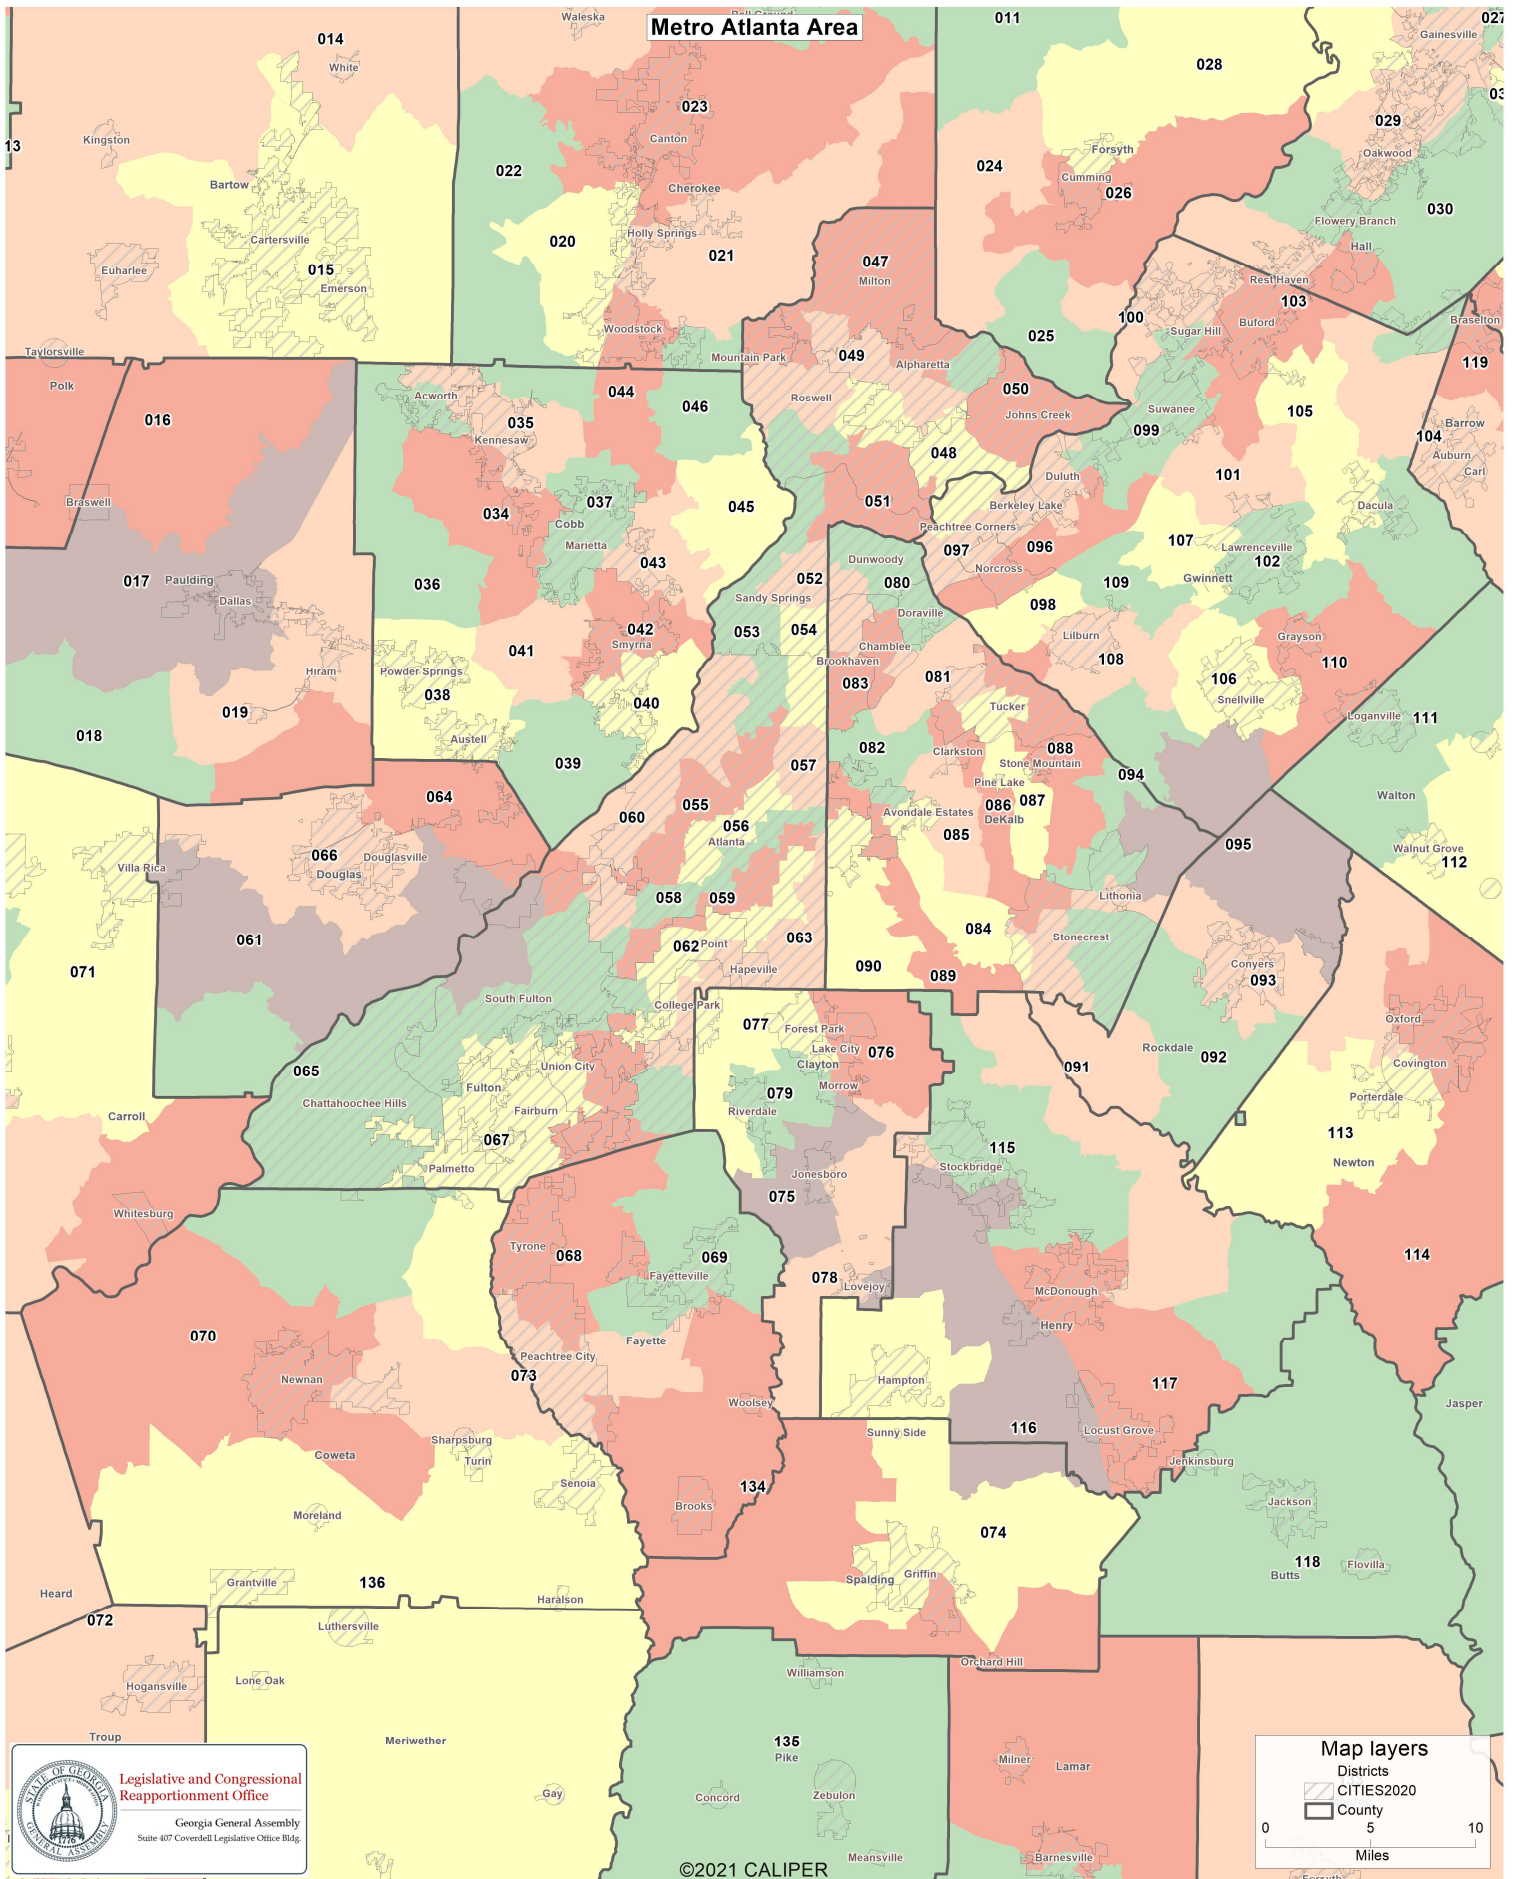 Metro Atlanta Area
Waleska
011
027
014
Gainesville
White
028
03
023
029
Kingston
Canton
13
Forsyth
Oakwood
024
022
Cumming
Bartow
Cherokee
026
030
Flowery Branch
Holly Springs
Cartersville
020
Hall
021
047
015
Euharlee
Milton
Rest Haven
Emerson
103
100
Braselton
Woodstock
Sugar Hill
Buford
025
Taylorsville
Mountain Park
049
Alpharetta
119
Polk
044
050
Acworth
Roswell
046
Suwanee
105
Johns Creek
016
035
Barrow
Kennesaw
099
104
048
Auburn
Carl
Duluth
101
Braswell
037
051
045
Berkeley Lake
Dacula
034
Cobb
Peachtree Corners
Marietta
107
096
Lawrenceville
097
Dunwoody
043
102
Norcross
052
017
Paulding
036
080
109
Gwinnett
Sandy Springs
Dallas
098
Doraville
042
053
054
Lilburn
Grayson
Smyrna
Chamblee
041
108
110
Brookhaven
Hiram
Powder Springs
081
106
083
038
Snellville
040
Tucker
019
Loganville
111
018
Austell
082
Clarkston
088
039
057
Stone Mountain
094
Pine Lake
064
Walton
055
087
086
060
Avondale Estates
DeKalb
056
085
Atlanta
095
066
Douglasville
Walnut Grove
112
Villa Rica
Douglas
058
059
Lithonia
084
061
063
Stonecrest
062
Point
Conyers
071
090
Hapeville
089
093
South Fulton
College Park
Oxford
077
Forest Park
Lake City
076
Rockdale
092
Covington
Clayton
Union City
091
065
Morrow
Fulton
079
Porterdale
Chattahoochee Hills
Riverdale
Fairburn
Carroll
113
067
115
Newton
Palmetto
Stockbridge
Jonesboro
075
Whitesburg
Tyrone
068
069
114
Fayetteville
078
Lovejoy
McDonough
Henry
070
Fayette
Peachtree City
073
Newnan
Hampton
117
Woolsey
Jasper
116
Sunny Side
Locust Grove
Sharpsburg
Coweta
Turin
Jenkinsburg
Senoia
134
Brooks
Jackson
Moreland
074
118
Flovilla
Butts
Griffin
Spalding
Grantville
136
Heard
Haralson
072
Luthersville
Orchard Hill
Williamson
Lone Oak
Hogansville
Troup
Meriwether
135
Pike
Milner
Lamar
Gay
Concord
Zebulon
Barnesville
Meansville
Map layers
Districts
CITIES2020
County
0 5 10
Miles
STATE OF GEORGIA
GENERAL ASSEMBLY
1776
Legislative and Congressional
Reapportionment Office
Georgia General Assembly
Suite 407 Coverdell Legislative Office Bldg.
©2021 CALIPER